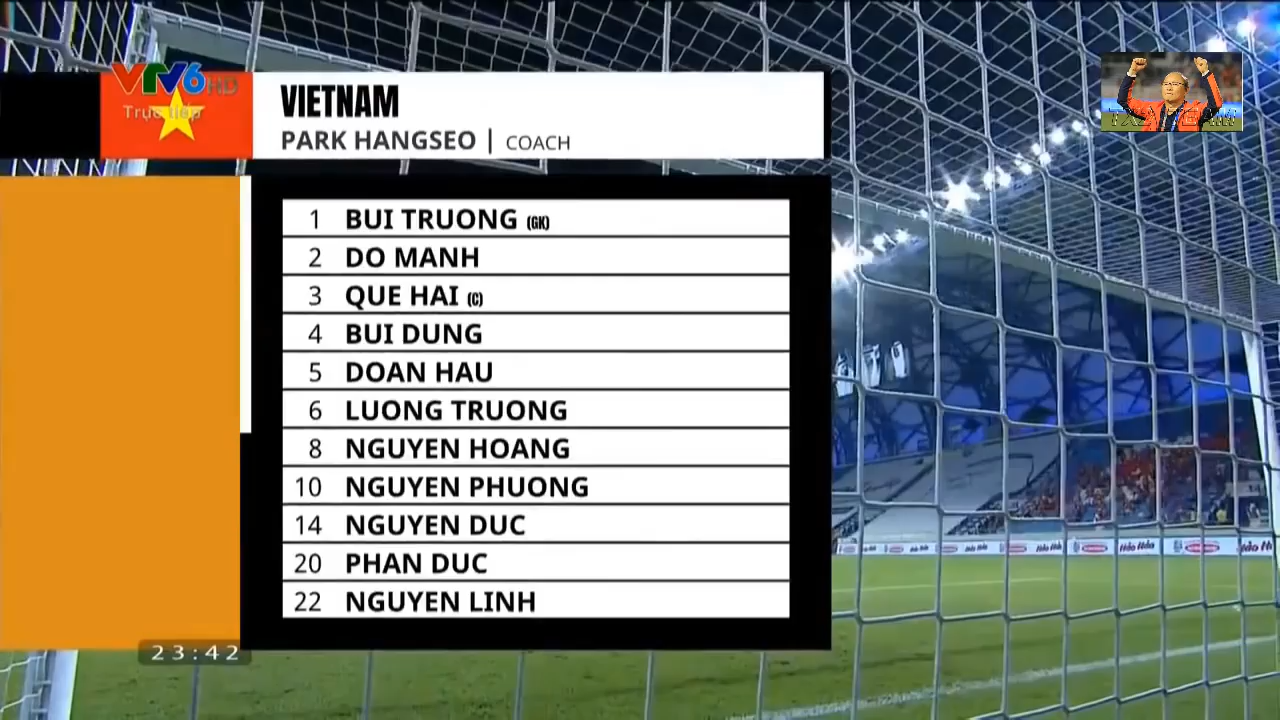 VTV6 HD
Trực tiếp
VIETNAM
PARK HANGSEO | COACH
1 BUI TRUONG (GK)
2 DO MANH
3 QUE HAI (C)
4 BUI DUNG
5 DOAN HAU
6 LUONG TRUONG
8 NGUYEN HOANG
10 NGUYEN PHUONG
14 NGUYEN DUC
20 PHAN DUC
22 NGUYEN LINH
23:42
Hảo Hảo